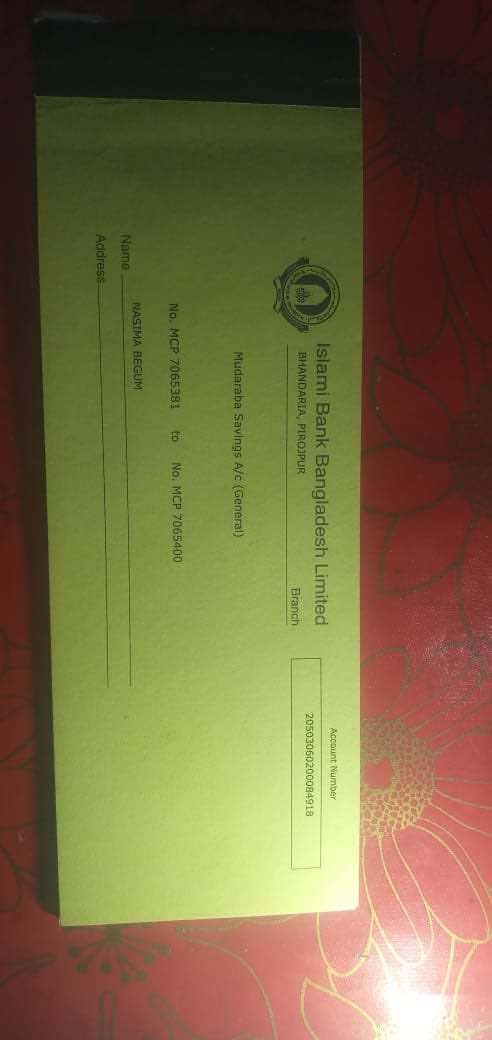 Islami Bank Bangladesh Limited
BHANDARIA, PIROJPUR
Branch
Account Number
20503060200084918
Mudaraba Savings A/c (General)
No. MCP 7065381 to No. MCP 7065400
Name NASIMA BEGUM
Address